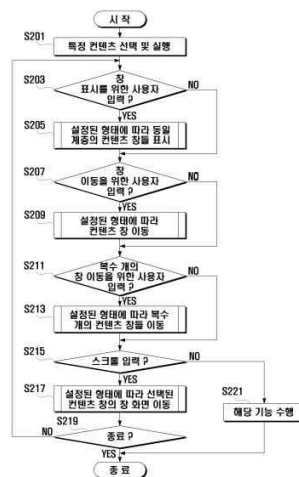 시 작
S201
특정 컨텐츠 선택 및 실행
S203
창
표시를 위한 사용자
입력 ?
NO
YES
S205
설정된 형태에 따라 동일
계층의 컨텐츠 창들 표시
S207
창
이동을 위한 사용자
입력 ?
NO
YES
S209
설정된 형태에 따라
컨텐츠 창 이동
S211
복수 개의
창 이동을 위한 사용자
입력 ?
NO
YES
S213
설정된 형태에 따라 복수
개의 컨텐츠 창들 이동
S215
스크롤 입력 ?
NO
YES
S217
설정된 형태에 따라 선택된
컨텐츠 창의 창 화면 이동
S221
해당 기능 수행
S219
NO
종료 ?
YES
종 료